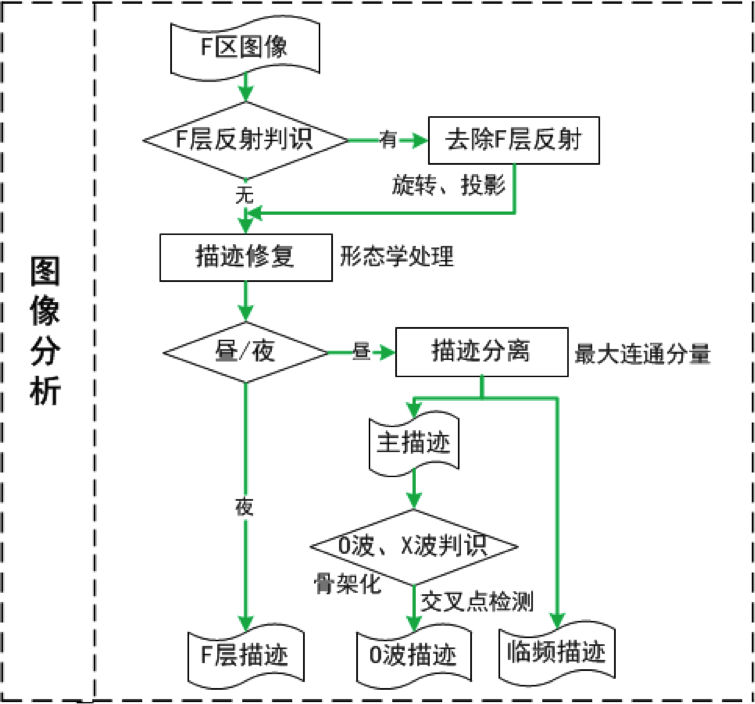 图像分析
F区图像
F层反射判识
有
去除F层反射
旋转、投影
无
描迹修复
形态学处理
昼/夜
昼
描迹分离
最大连通分量
主描迹
夜
O波、X波判识
骨架化
交叉点检测
F层描迹
O波描迹
临频描迹